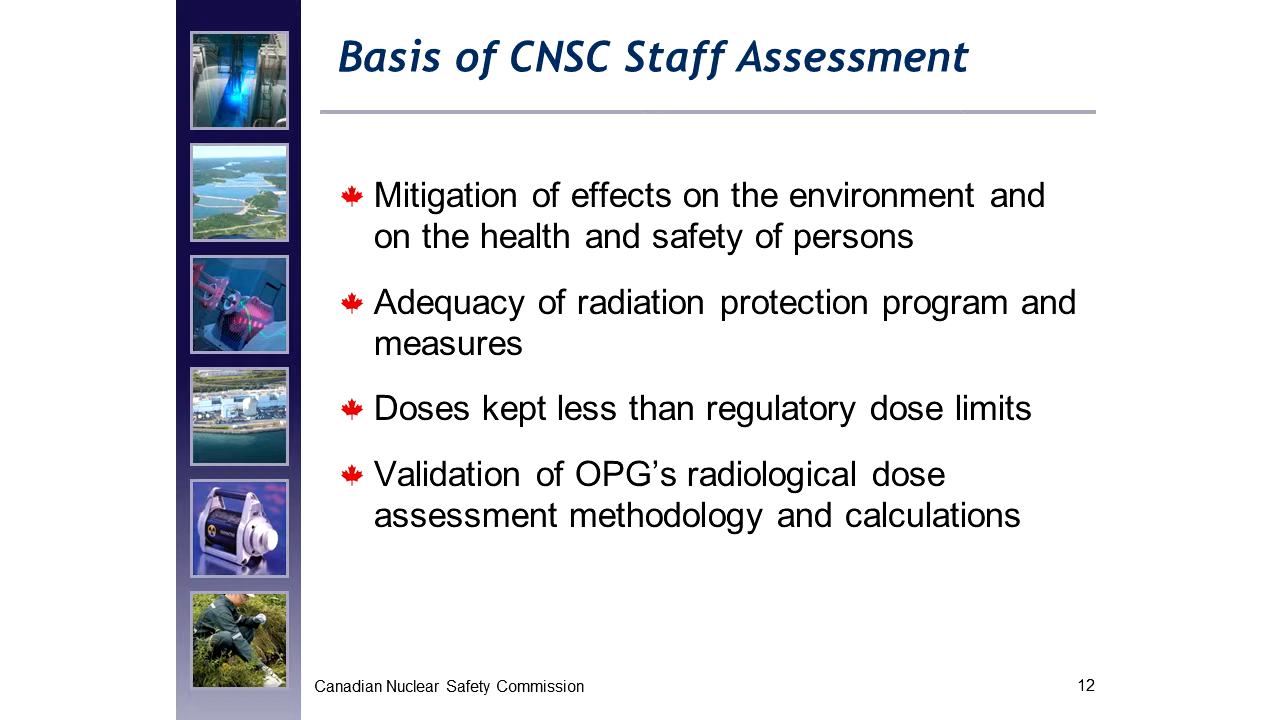 Basis of CNSC Staff Assessment
Mitigation of effects on the environment and
on the health and safety of persons
Adequacy of radiation protection program and
measures
Doses kept less than regulatory dose limits
Validation of OPG’s radiological dose
assessment methodology and calculations
Canadian Nuclear Safety Commission
12